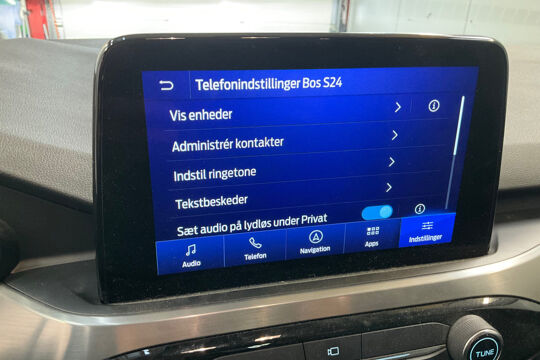 Telefonindstillinger Bos S24
Vis enheder
Administrér kontakter
Indstil ringetone
Tekstbeskeder
Sæt audio på lydløs under Privat
Audio
Telefon
Navigation
Apps
Indstillinger
TUNE